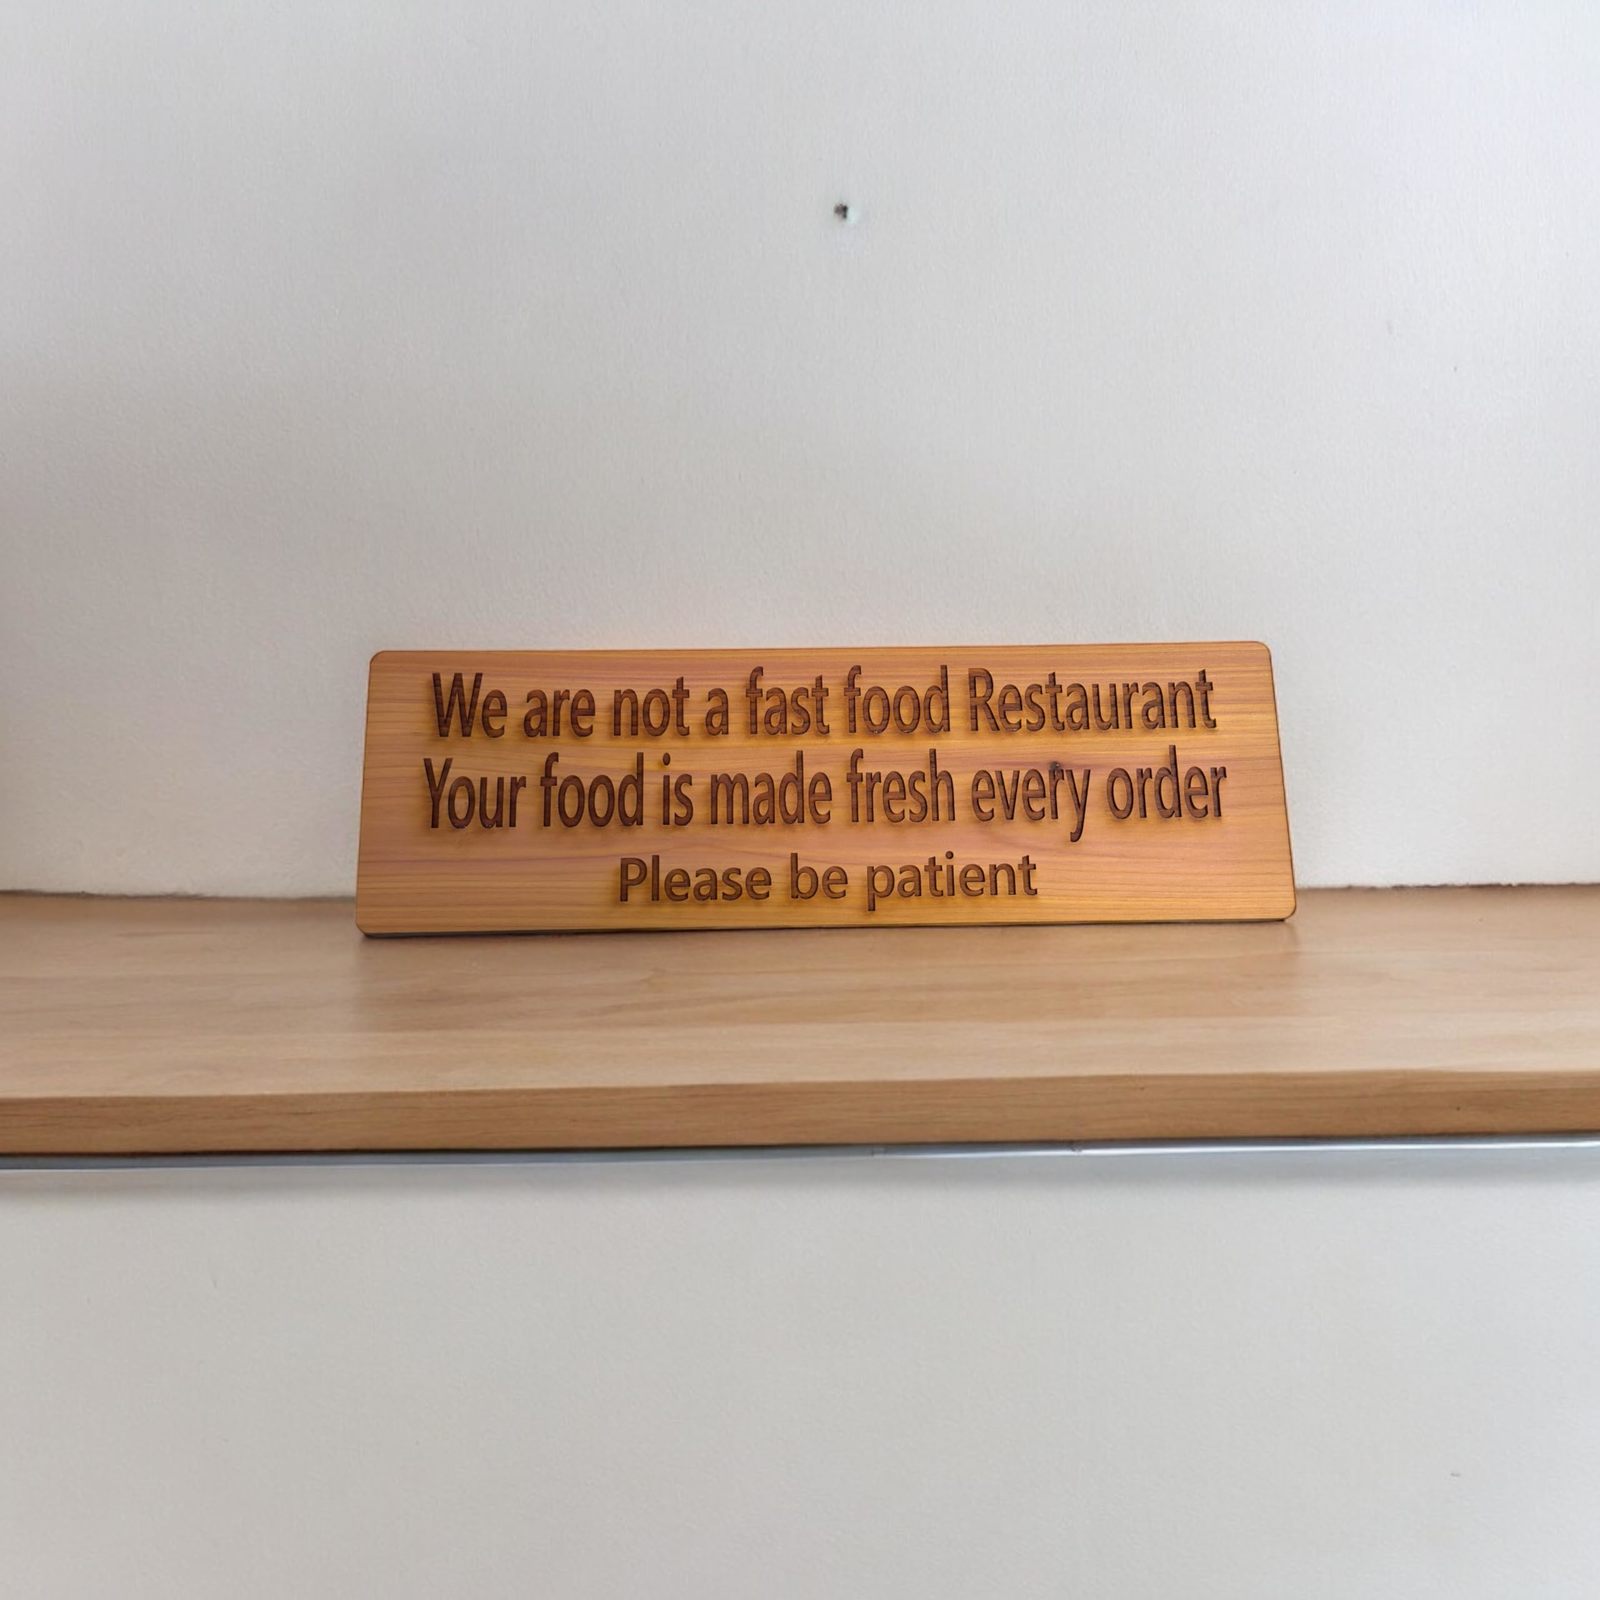 We are not a fast food Restaurant
Your food is made fresh every order
Please be patient